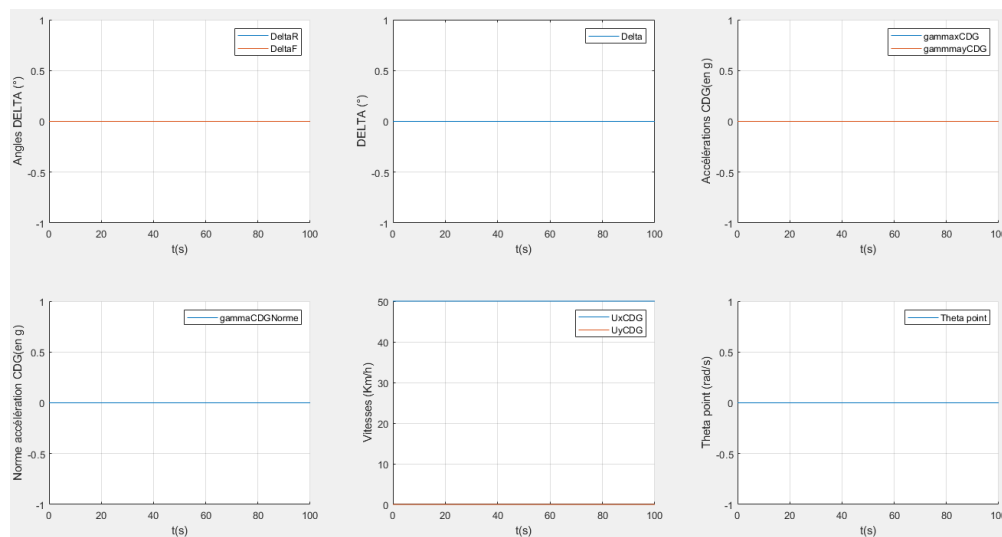 DeltaR
DeltaF
Angles DELTA (°)
1
0.5
0
-0.5
-1
0 20 40 60 80 100
t(s)
Delta
DELTA (°)
1
0.5
0
-0.5
-1
0 20 40 60 80 100
t(s)
gammaxCDG
gammmayCDG
Accélérations CDG(en g)
1
0.5
0
-0.5
-1
0 20 40 60 80 100
t(s)
gammaCDGNorme
Norme accélération CDG(en g)
1
0.5
0
-0.5
-1
0 20 40 60 80 100
t(s)
UxCDG
UyCDG
Vitesses (Km/h)
50
40
30
20
10
0
0 20 40 60 80 100
t(s)
Theta point
Theta point (rad/s)
1
0.5
0
-0.5
-1
0 20 40 60 80 100
t(s)